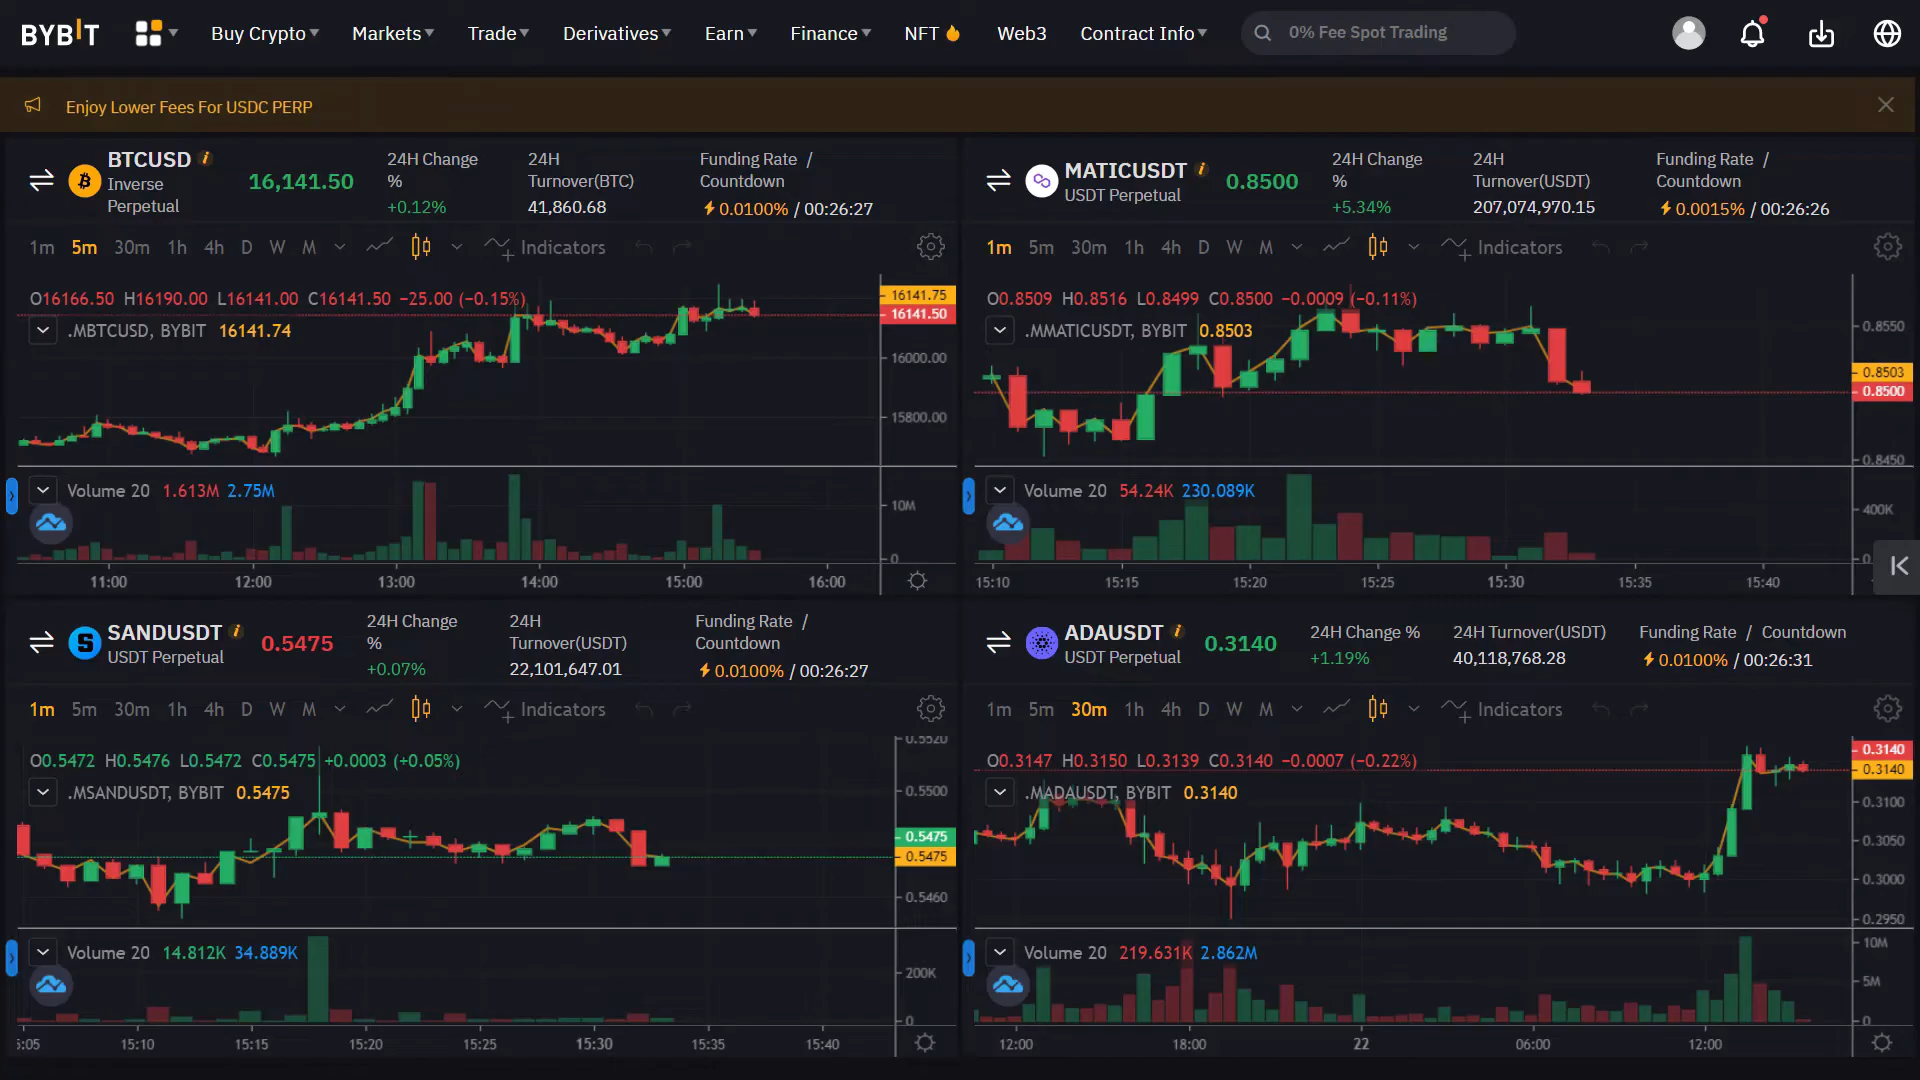 BYBIT Buy Crypto Markets Trade Derivatives Earn Finance NFT Web3 Contract Info 0% Fee Spot Trading
Enjoy Lower Fees For USDC PERP
BTCUSD
Inverse
Perpetual
16,141.50
24H Change
%
+0.12%
24H
Turnover(BTC)
41,860.68
Funding Rate /
Countdown
0.0100% / 00:26:27
1m 5m 30m 1h 4h D W M Indicators
O16166.50 H16190.00 L16141.00 C16141.50 −25.00 (−0.15%)
.MBTCUSD, BYBIT 16141.74
16141.75
16141.50
16000.00
15800.00
Volume 20 1.613M 2.75M
10M
0
11:00 12:00 13:00 14:00 15:00 16:00
MATICUSDT
USDT Perpetual
0.8500
24H Change
%
+5.34%
24H
Turnover(USDT)
207,074,970.15
Funding Rate /
Countdown
0.0015% / 00:26:26
1m 5m 30m 1h 4h D W M Indicators
O0.8509 H0.8516 L0.8499 C0.8500 −0.0009 (−0.11%)
.MMATICUSDT, BYBIT 0.8503
0.8550
0.8503
0.8500
0.8450
Volume 20 54.24K 230.089K
400K
0
15:10 15:15 15:20 15:25 15:30 15:35 15:40
SANDUSDT
USDT Perpetual
0.5475
24H Change
%
+0.07%
24H
Turnover(USDT)
22,101,647.01
Funding Rate /
Countdown
0.0100% / 00:26:27
1m 5m 30m 1h 4h D W M Indicators
O0.5472 H0.5476 L0.5472 C0.5475 +0.0003 (+0.05%)
.MSANDUSDT, BYBIT 0.5475
0.5520
0.5500
0.5475
0.5475
0.5460
Volume 20 14.812K 34.889K
200K
0
5:05 15:10 15:15 15:20 15:25 15:30 15:35 15:40
ADAUSDT
USDT Perpetual
0.3140
24H Change %
+1.19%
24H Turnover(USDT)
40,118,768.28
Funding Rate / Countdown
0.0100% / 00:26:31
1m 5m 30m 1h 4h D W M Indicators
O0.3147 H0.3150 L0.3139 C0.3140 −0.0007 (−0.22%)
.MADAUSDT, BYBIT 0.3140
0.3140
0.3140
0.3100
0.3050
0.3000
0.2950
Volume 20 219.631K 2.862M
10M
5M
0
12:00 18:00 22 06:00 12:00